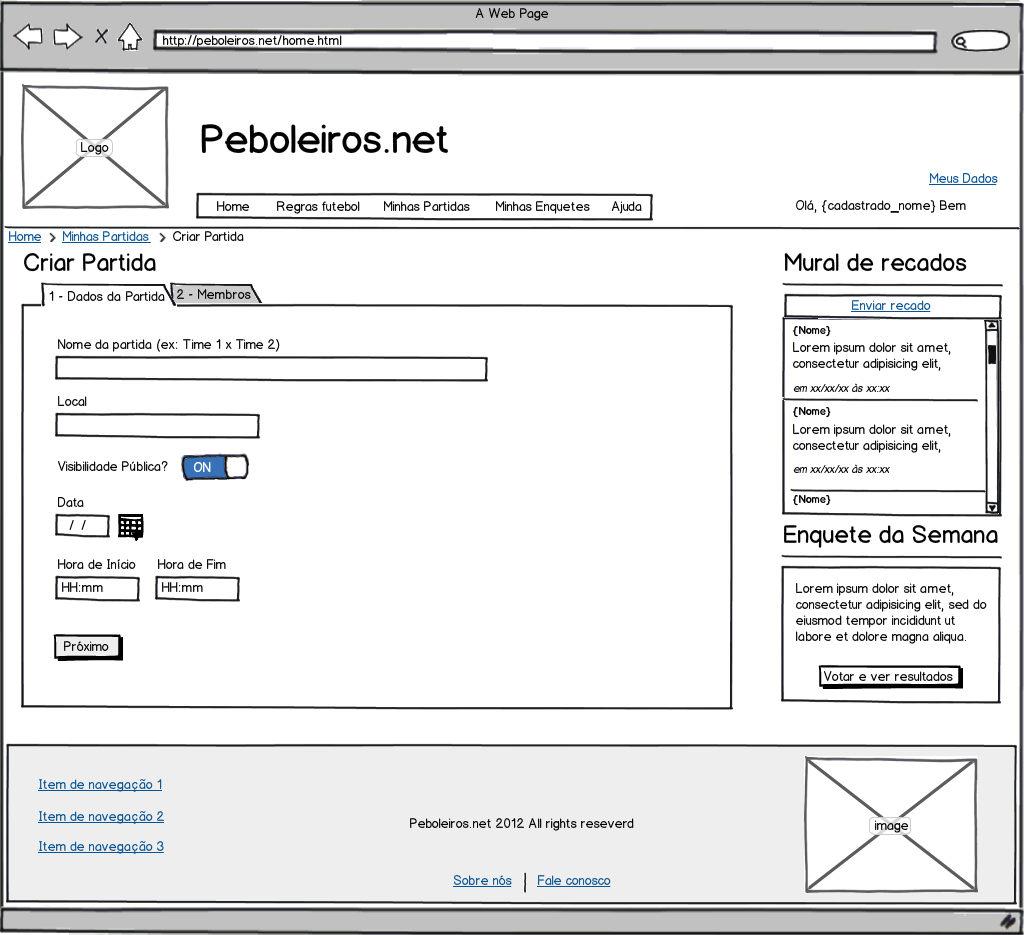 A Web Page
http://peboleiros.net/home.html
Logo
Peboleiros.net
Meus Dados
Home Regras futebol Minhas Partidas Minhas Enquetes Ajuda
Olá, {cadastrado_nome} Bem
Home > Minhas Partidas > Criar Partida
Criar Partida
1 - Dados da Partida
2 - Membros
Nome da partida (ex: Time 1 x Time 2)
Local
Visibilidade Pública? ON
Data
/ /
Hora de Início Hora de Fim
HH:mm HH:mm
Próximo
Mural de recados
Enviar recado
{Nome}
Lorem ipsum dolor sit amet,
consectetur adipisicing elit,
em xx/xx/xx às xx:xx
{Nome}
Lorem ipsum dolor sit amet,
consectetur adipisicing elit,
em xx/xx/xx às xx:xx
{Nome}
Enquete da Semana
Lorem ipsum dolor sit amet,
consectetur adipisicing elit, sed do
eiusmod tempor incididunt ut
labore et dolore magna aliqua.
Votar e ver resultados
Item de navegação 1
Item de navegação 2
Item de navegação 3
Peboleiros.net 2012 All rights reseverd
Sobre nós | Fale conosco
image